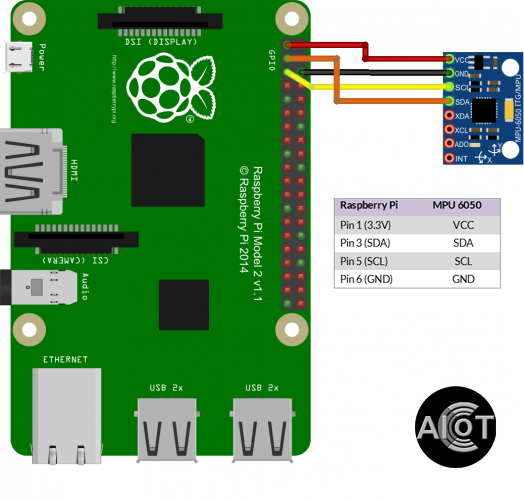 DSI (DISPLAY)
Power
GPIO
http://www.raspberrypi.org
HDMI
Raspberry Pi Model 2 v1.1
© Raspberry Pi 2014
CSI (CAMERA)
Audio
ETHERNET
USB 2x
USB 2x
VCC
GND
SCL
SDA
XDA
XCL
ADO
INT
MPU 6050 ITG/MPU
X
Y
Raspberry Pi MPU 6050
Pin 1 (3.3V) VCC
Pin 3 (SDA) SDA
Pin 5 (SCL) SCL
Pin 6 (GND) GND
AIOT